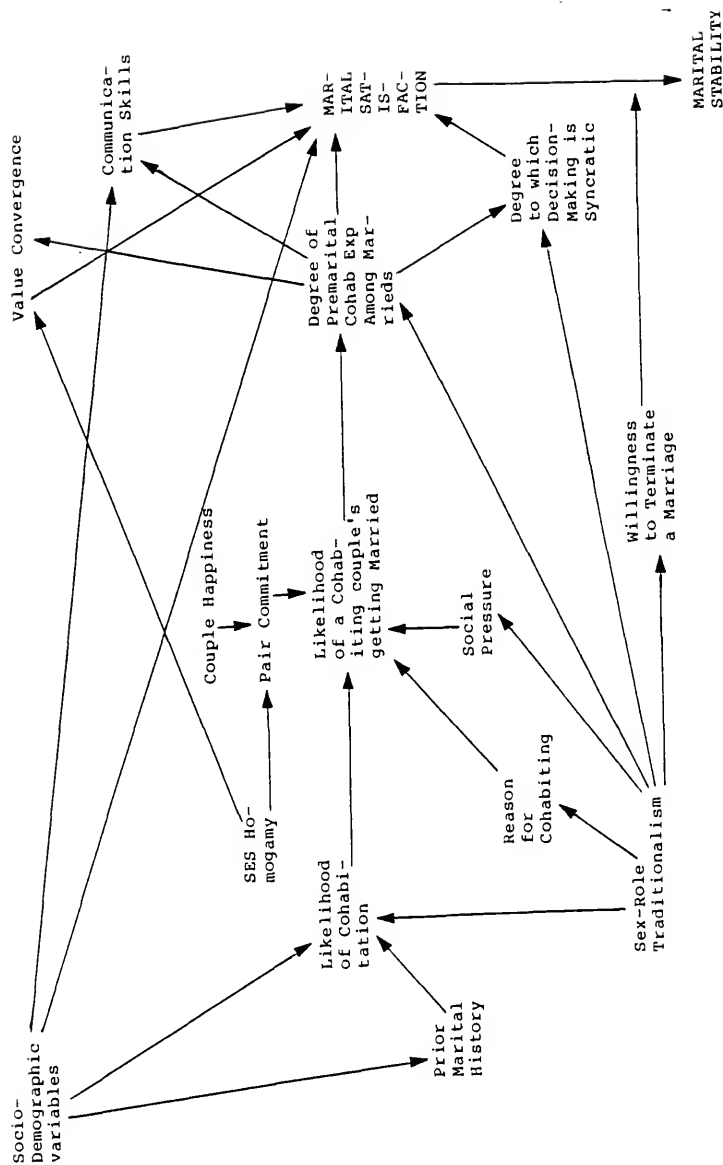 Socio-
Demographic
variables
Prior
Marital
History
Likelihood
of Cohabi-
tation
SES Ho-
mogamy
Sex-Role
Traditionalism
Reason
for
Cohabiting
Couple Happiness
Pair Commitment
Likelihood
of a Cohab-
iting couple's
getting Married
Social
Pressure
Willingness
to Terminate
a Marriage
Value Convergence
Communica-
tion Skills
Degree of
Premarital
Cohab Exp
Among Mar-
rieds
Degree
to which
Decision-
Making is
Syncratic
MAR-
ITAL
SAT-
IS-
FAC-
TION
MARITAL
STABILITY